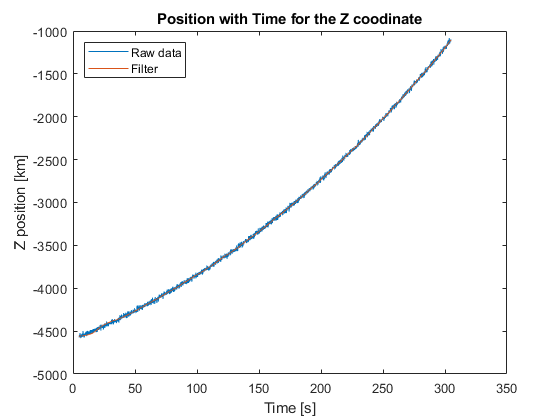 Position with Time for the Z coodinate
Raw data
Filter
Z position [km]
-1000
-1500
-2000
-2500
-3000
-3500
-4000
-4500
-5000
0 50 100 150 200 250 300 350
Time [s]